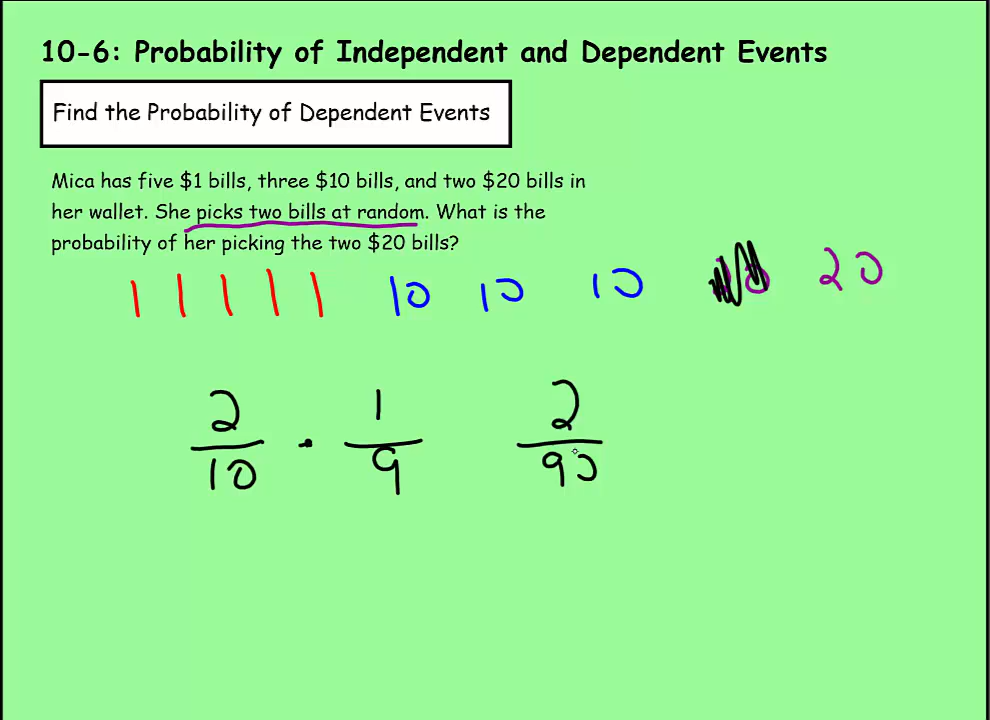 10-6: Probability of Independent and Dependent Events
Find the Probability of Dependent Events
Mica has five $1 bills, three $10 bills, and two $20 bills in
her wallet. She picks two bills at random. What is the
probability of her picking the two $20 bills?
1 1 1 1 1 10 10 10 20
2 1 2
10 · 9 90